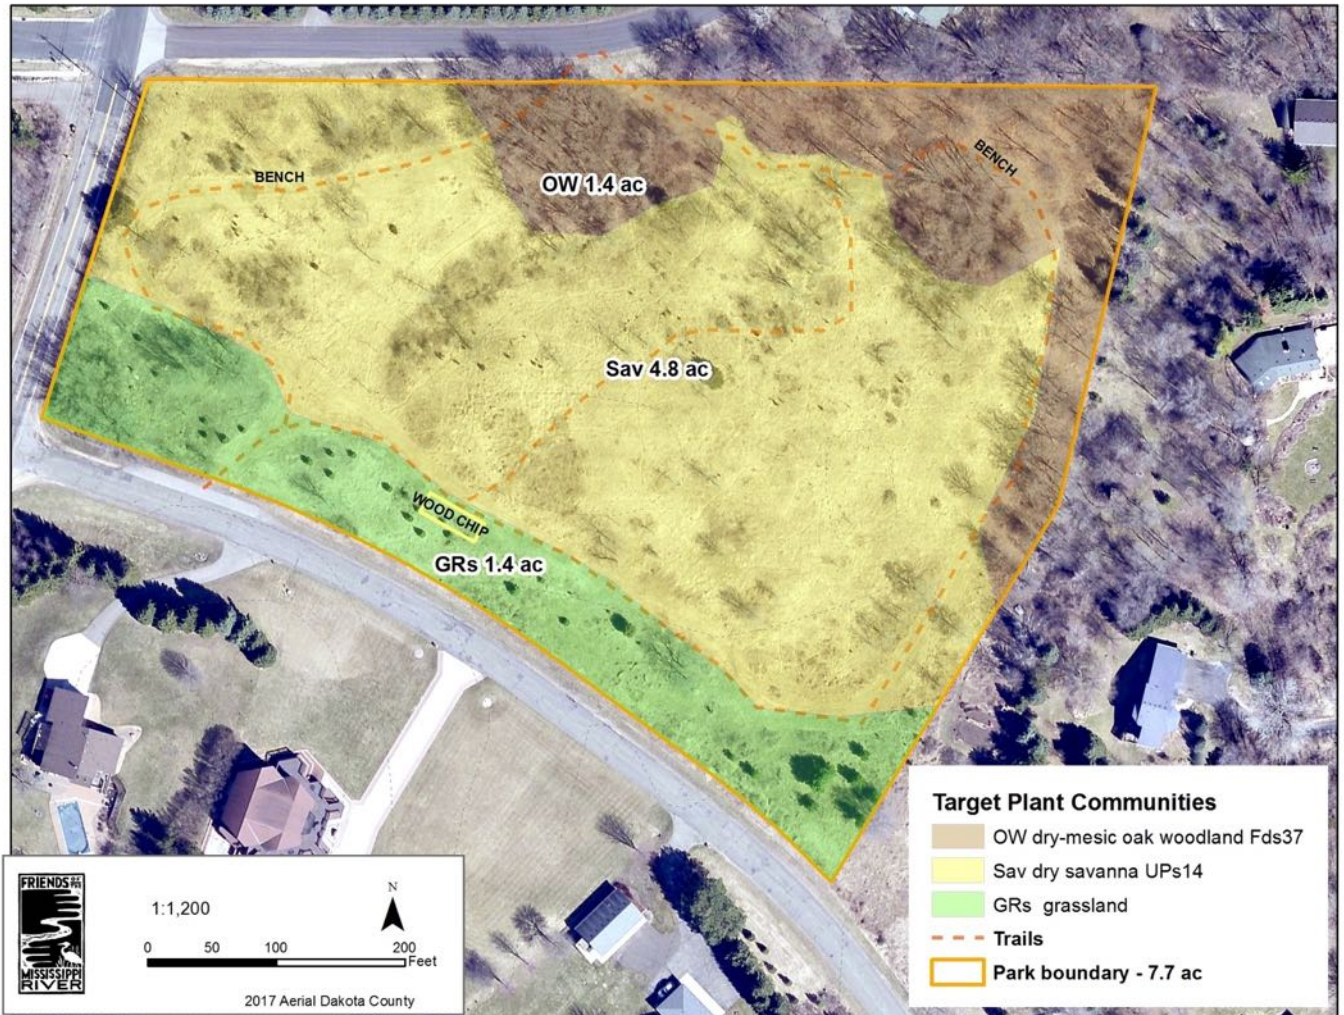 BENCH
BENCH
OW 1.4 ac
Sav 4.8 ac
WOOD CHIP
GRs 1.4 ac
Target Plant Communities
OW dry-mesic oak woodland Fds37
Sav dry savanna UPs14
GRs grassland
Trails
Park boundary - 7.7 ac
FRIENDS OF THE
MISSISSIPPI
RIVER
1:1,200
N
0 50 100 200
Feet
2017 Aerial Dakota County